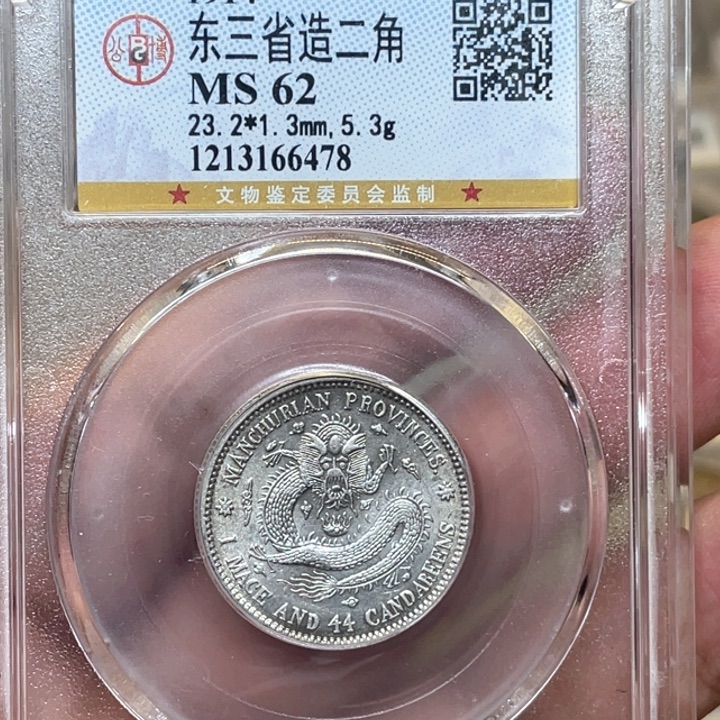 东三省造二角
MS 62
23.2*1.3mm,5.3g
1213166478
★ 文物鉴定委员会监制 ★
MANCHURIAN PROVINCES
1 MACE AND 44 CANDAREENS